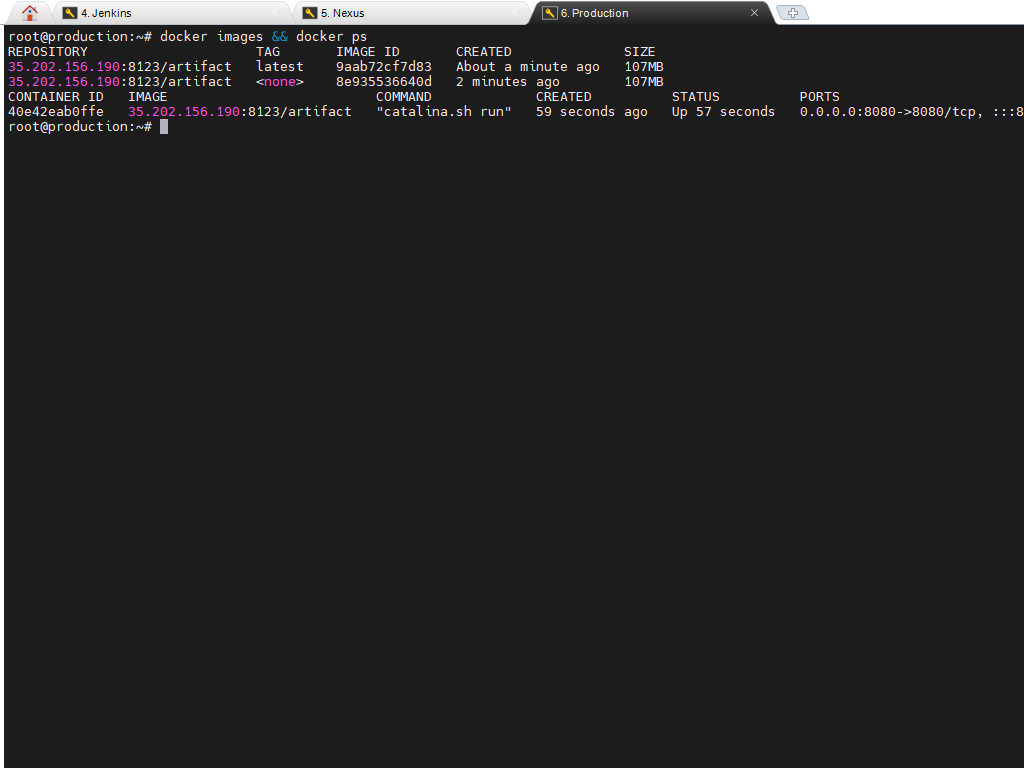 4. Jenkins 5. Nexus 6. Production
root@production:~# docker images && docker ps
REPOSITORY TAG IMAGE ID CREATED SIZE
35.202.156.190:8123/artifact latest 9aab72cf7d83 About a minute ago 107MB
35.202.156.190:8123/artifact <none> 8e935536640d 2 minutes ago 107MB
CONTAINER ID IMAGE COMMAND CREATED STATUS PORTS
40e42eab0ffe 35.202.156.190:8123/artifact "catalina.sh run" 59 seconds ago Up 57 seconds 0.0.0.0:8080->8080/tcp, :::8
root@production:~#